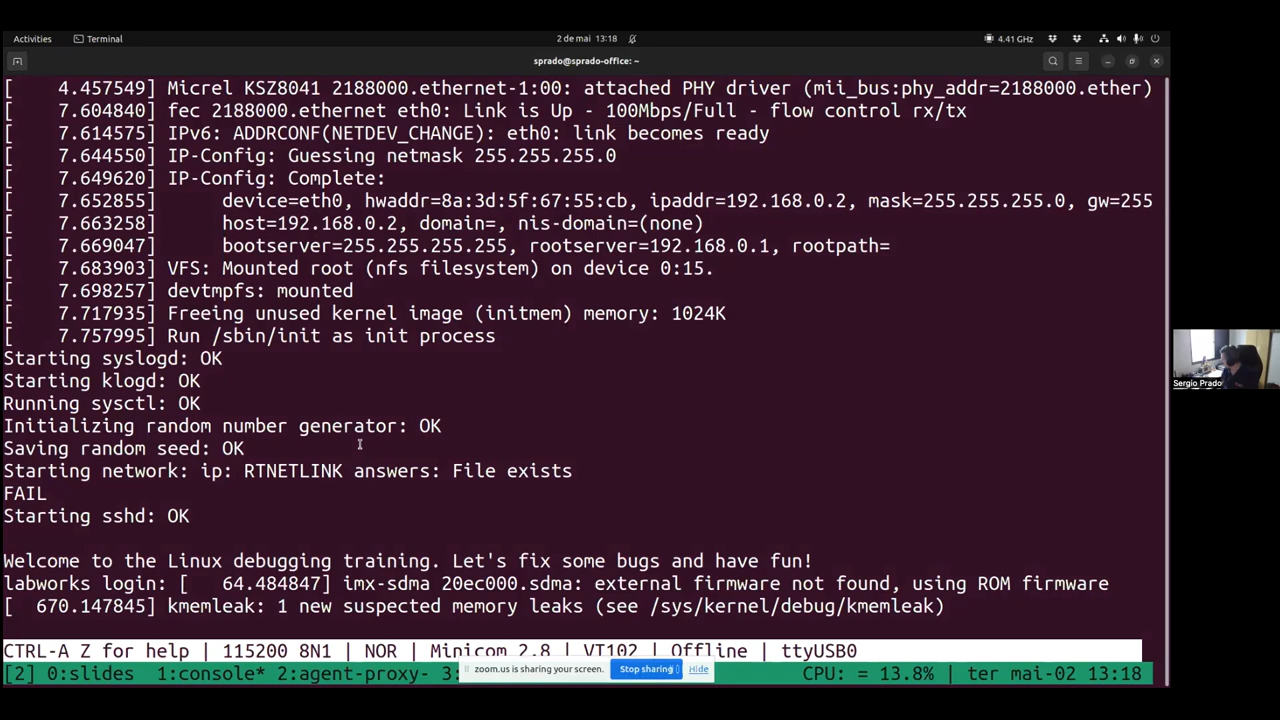 Activities Terminal 2 de mai 13:18 4.41 GHz
sprado@sprado-office: ~
[    4.457549] Micrel KSZ8041 2188000.ethernet-1:00: attached PHY driver (mii_bus:phy_addr=2188000.ether)
[    7.604840] fec 2188000.ethernet eth0: Link is Up - 100Mbps/Full - flow control rx/tx
[    7.614575] IPv6: ADDRCONF(NETDEV_CHANGE): eth0: link becomes ready
[    7.644550] IP-Config: Guessing netmask 255.255.255.0
[    7.649620] IP-Config: Complete:
[    7.652855]      device=eth0, hwaddr=8a:3d:5f:67:55:cb, ipaddr=192.168.0.2, mask=255.255.255.0, gw=255
[    7.663258]      host=192.168.0.2, domain=, nis-domain=(none)
[    7.669047]      bootserver=255.255.255.255, rootserver=192.168.0.1, rootpath=
[    7.683903] VFS: Mounted root (nfs filesystem) on device 0:15.
[    7.698257] devtmpfs: mounted
[    7.717935] Freeing unused kernel image (initmem) memory: 1024K
[    7.757995] Run /sbin/init as init process
Starting syslogd: OK
Starting klogd: OK
Running sysctl: OK
Initializing random number generator: OK
Saving random seed: OK
Starting network: ip: RTNETLINK answers: File exists
FAIL
Starting sshd: OK
Welcome to the Linux debugging training. Let's fix some bugs and have fun!
labworks login: [   64.484847] imx-sdma 20ec000.sdma: external firmware not found, using ROM firmware
[  670.147845] kmemleak: 1 new suspected memory leaks (see /sys/kernel/debug/kmemleak)
CTRL-A Z for help | 115200 8N1 | NOR | Minicom 2.8 | VT102 | Offline | ttyUSB0
[2] 0:slides  1:console* 2:agent-proxy- 3: CPU: = 13.8% | ter mai-02 13:18
zoom.us is sharing your screen. Stop sharing Hide
Sergio Prado